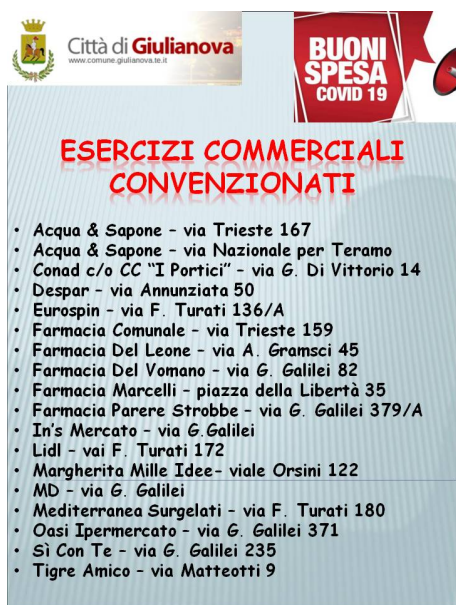 Città di Giulianova
www.comune.giulianova.te.it
BUONI
SPESA
COVID 19
ESERCIZI COMMERCIALI
CONVENZIONATI
• Acqua & Sapone – via Trieste 167
• Acqua & Sapone – via Nazionale per Teramo
• Conad c/o CC “I Portici” – via G. Di Vittorio 14
• Despar – via Annunziata 50
• Eurospin – via F. Turati 136/A
• Farmacia Comunale – via Trieste 159
• Farmacia Del Leone – via A. Gramsci 45
• Farmacia Del Vomano – via G. Galilei 82
• Farmacia Marcelli – piazza della Libertà 35
• Farmacia Parere Strobbe – via G. Galilei 379/A
• In’s Mercato – via G.Galilei
• Lidl – vai F. Turati 172
• Margherita Mille Idee– viale Orsini 122
• MD – via G. Galilei
• Mediterranea Surgelati – via F. Turati 180
• Oasi Ipermercato – via G. Galilei 371
• Sì Con Te – via G. Galilei 235
• Tigre Amico – via Matteotti 9